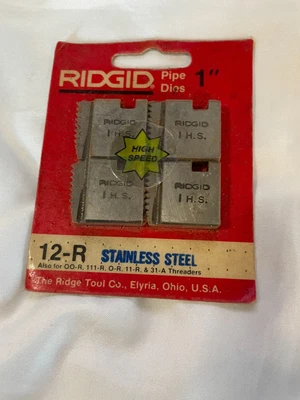 RIDGID. Pipe Dies 1"
RIDGID
1 H.S.
RIDGID
1 H.S.
HIGH
SPEED
RIDGID
1 H.S.
RIDGID
1 H.S.
12-R STAINLESS STEEL
Also for OO-R, 111-R, O-R, 11-R, & 31-A Threaders
The Ridge Tool Co., Elyria, Ohio, U.S.A.